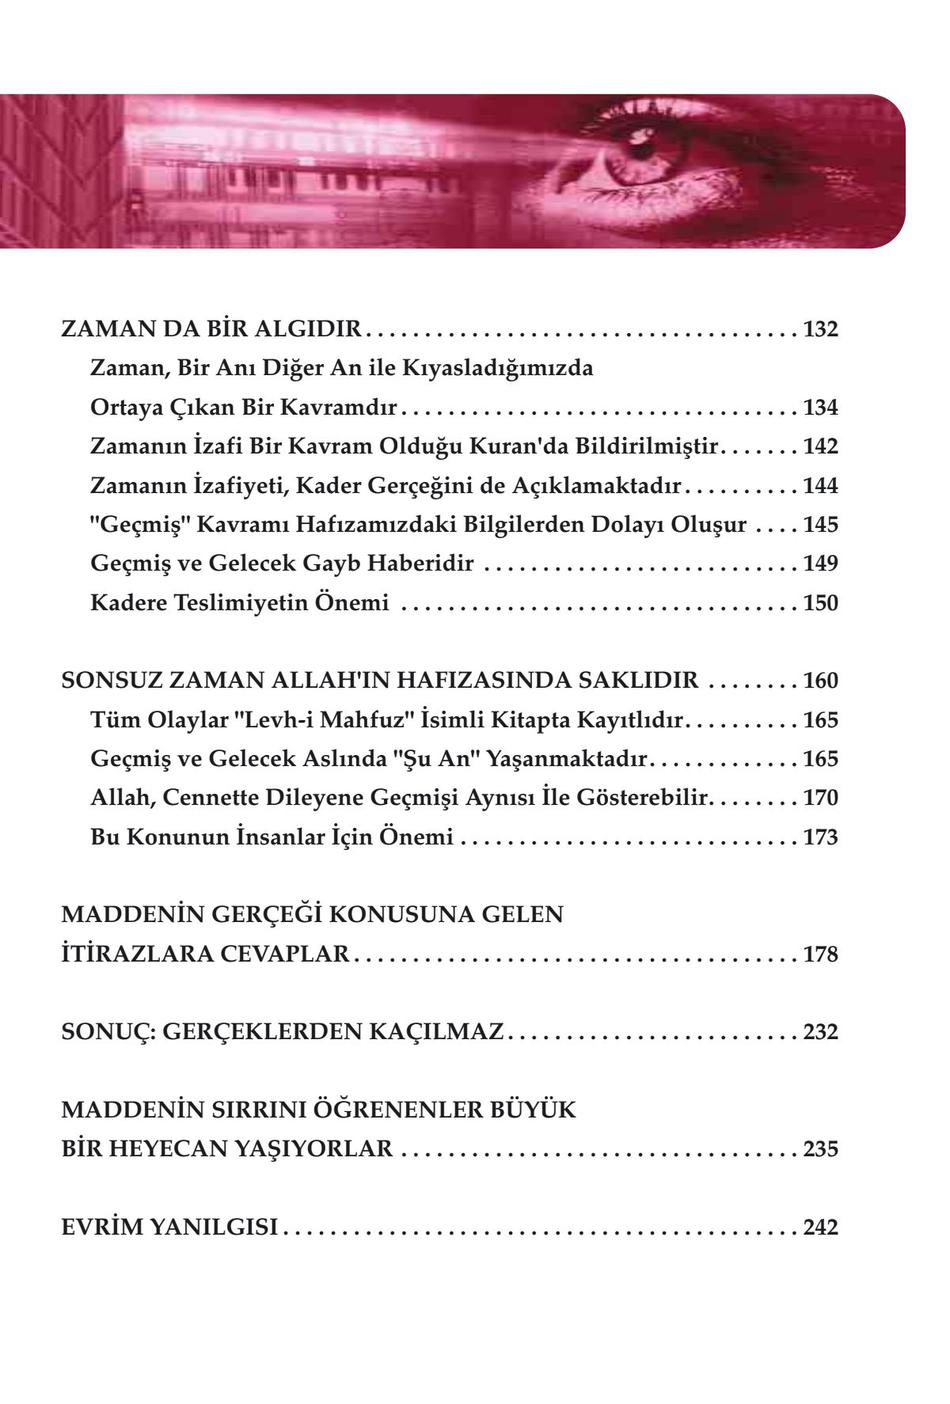 ZAMAN DA BİR ALGIDIR. . . . . . . . . . . . . . . . . . . . . . . . . . . . . . . . . . . . . 132
Zaman, Bir Anı Diğer An ile Kıyasladığımızda
Ortaya Çıkan Bir Kavramdır. . . . . . . . . . . . . . . . . . . . . . . . . . . . . . . . . . 134
Zamanın İzafi Bir Kavram Olduğu Kuran'da Bildirilmiştir. . . . . . . 142
Zamanın İzafiyeti, Kader Gerçeğini de Açıklamaktadır. . . . . . . . . . 144
"Geçmiş" Kavramı Hafızamızdaki Bilgilerden Dolayı Oluşur . . . . 145
Geçmiş ve Gelecek Gayb Haberidir . . . . . . . . . . . . . . . . . . . . . . . . . . . 149
Kadere Teslimiyetin Önemi . . . . . . . . . . . . . . . . . . . . . . . . . . . . . . . . . . 150
SONSUZ ZAMAN ALLAH'IN HAFIZASINDA SAKLIDIR . . . . . . . . 160
Tüm Olaylar "Levh-i Mahfuz" İsimli Kitapta Kayıtlıdır. . . . . . . . . . 165
Geçmiş ve Gelecek Aslında "Şu An" Yaşanmaktadır. . . . . . . . . . . . . 165
Allah, Cennette Dileyene Geçmişi Aynısı İle Gösterebilir. . . . . . . . 170
Bu Konunun İnsanlar İçin Önemi . . . . . . . . . . . . . . . . . . . . . . . . . . . . . 173
MADDENİN GERÇEĞİ KONUSUNA GELEN
İTİRAZLARA CEVAPLAR. . . . . . . . . . . . . . . . . . . . . . . . . . . . . . . . . . . . . . 178
SONUÇ: GERÇEKLERDEN KAÇILMAZ. . . . . . . . . . . . . . . . . . . . . . . . . 232
MADDENİN SIRRINI ÖĞRENENLER BÜYÜK
BİR HEYECAN YAŞIYORLAR . . . . . . . . . . . . . . . . . . . . . . . . . . . . . . . . . . 235
EVRİM YANILGISI. . . . . . . . . . . . . . . . . . . . . . . . . . . . . . . . . . . . . . . . . . . . 242